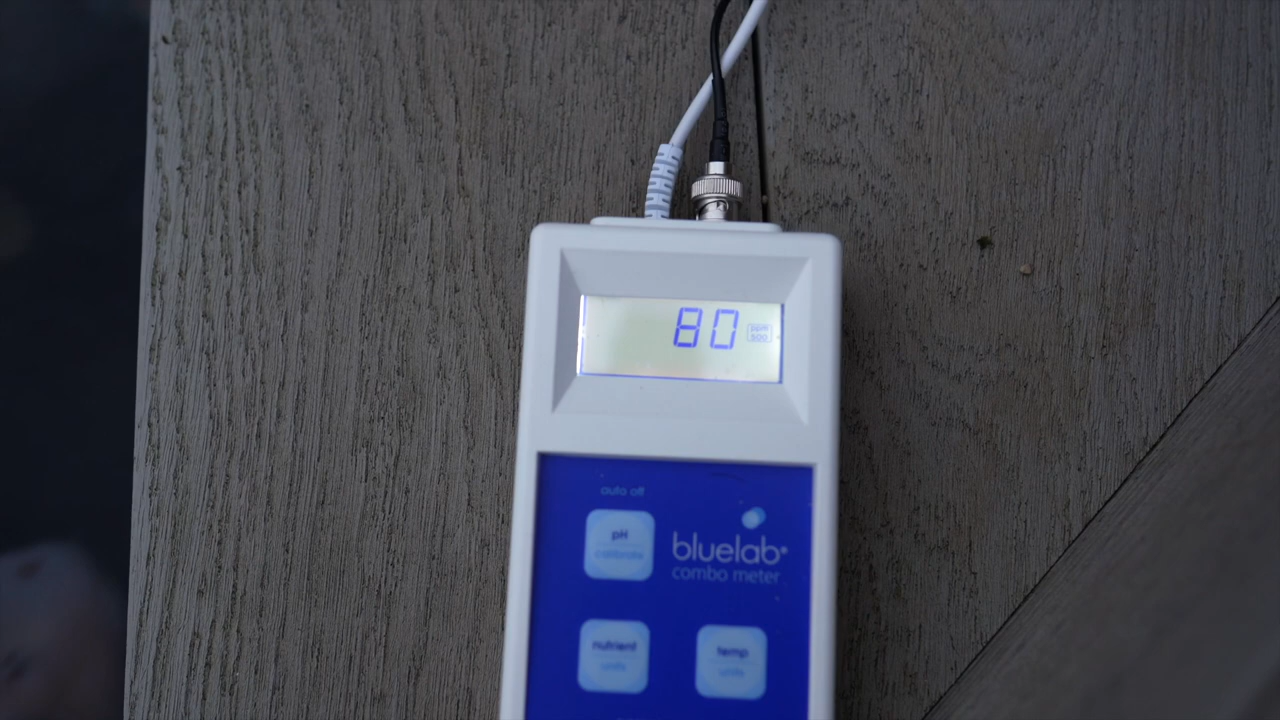 80 ppm
500
auto off
pH
calibrate
bluelab®
combo meter
nutrient
units
temp
units